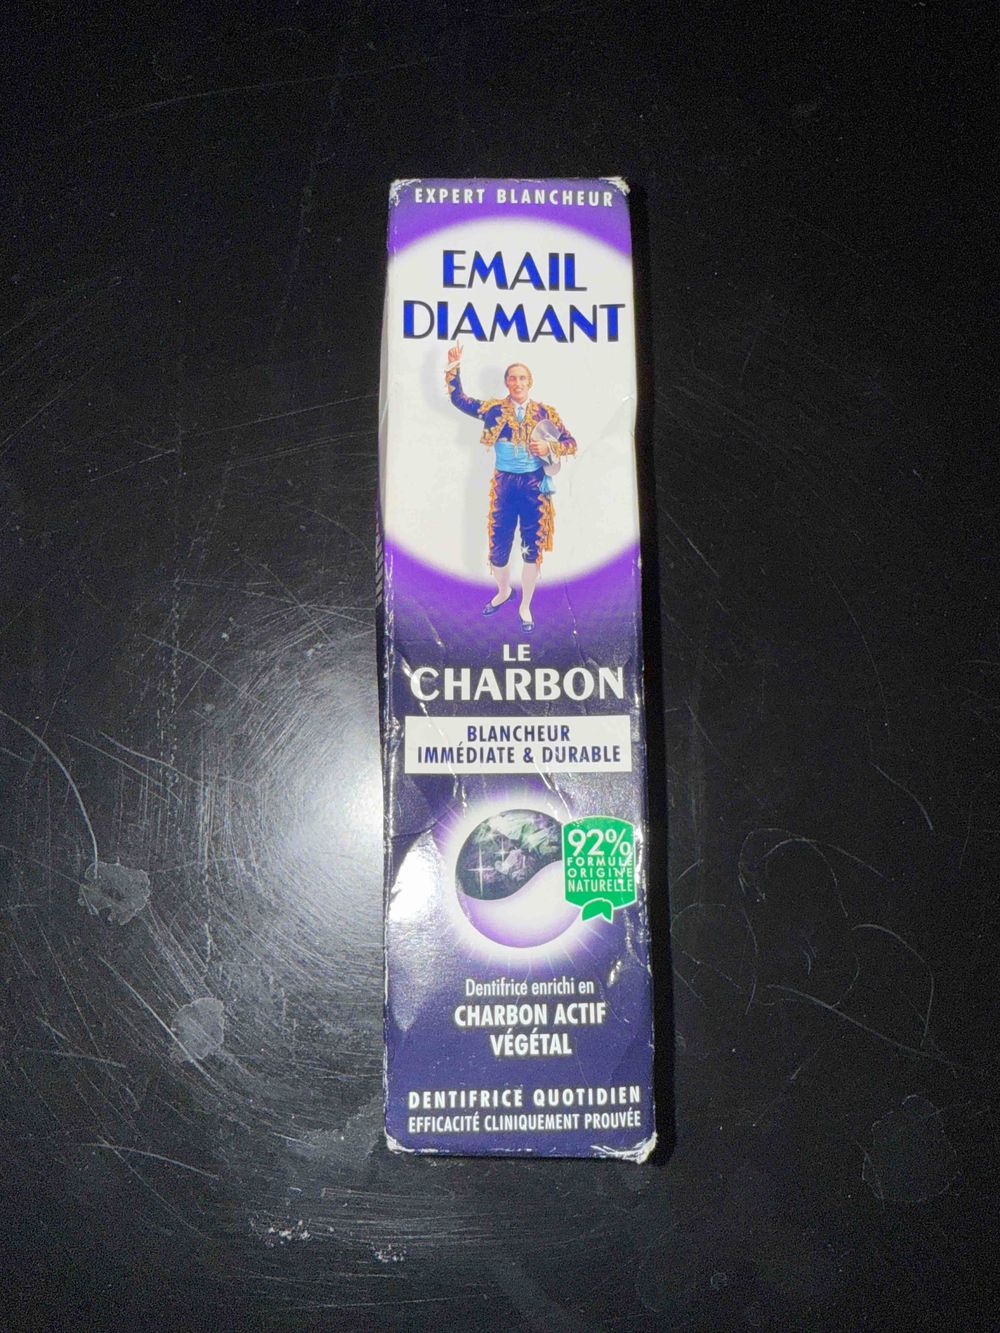 EXPERT BLANCHEUR
EMAIL
DIAMANT
LE
CHARBON
BLANCHEUR
IMMÉDIATE & DURABLE
92%
FORMULE
ORIGINE
NATURELLE
Dentifrice enrichi en
CHARBON ACTIF
VÉGÉTAL
DENTIFRICE QUOTIDIEN
EFFICACITÉ CLINIQUEMENT PROUVÉE